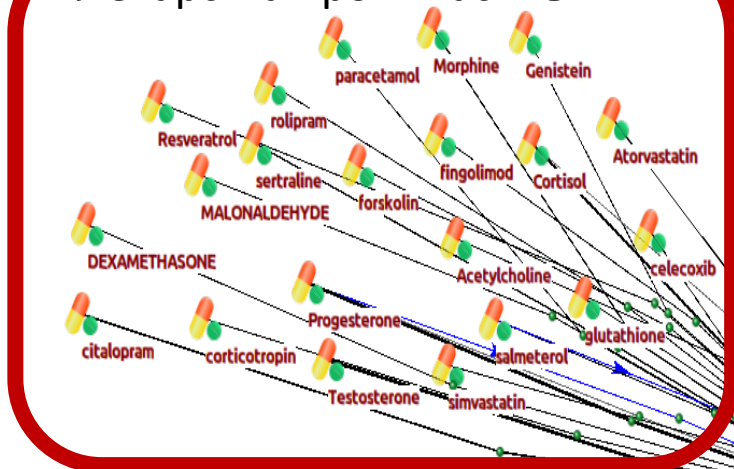 paracetamol
Morphine
Genistein
rolipram
Resveratrol
Atorvastatin
sertraline
fingolimod
Cortisol
forskolin
MALONALDEHYDE
DEXAMETHASONE
Acetylcholine
celecoxib
Progesterone
glutathione
citalopram
corticotropin
salmeterol
Testosterone
simvastatin